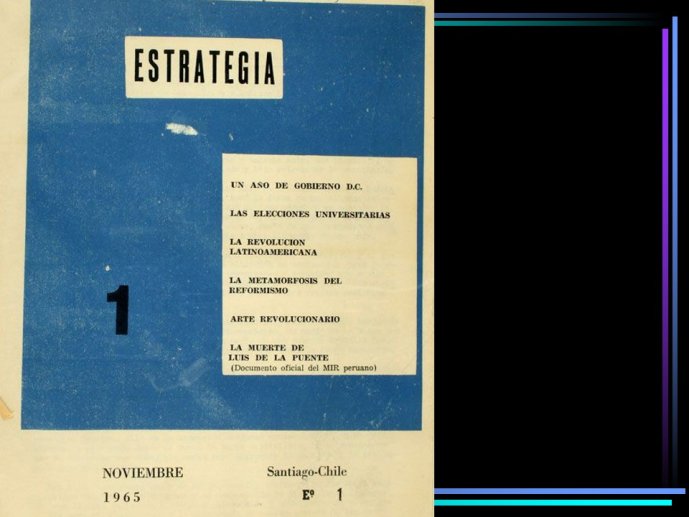 ESTRATEGIA
UN AÑO DE GOBIERNO D.C.
LAS ELECCIONES UNIVERSITARIAS
LA REVOLUCION
LATINOAMERICANA
LA METAMORFOSIS DEL
REFORMISMO
ARTE REVOLUCIONARIO
LA MUERTE DE
LUIS DE LA PUENTE
(Documento oficial del MIR peruano)
1
NOVIEMBRE
1965
Santiago-Chile
Eº 1